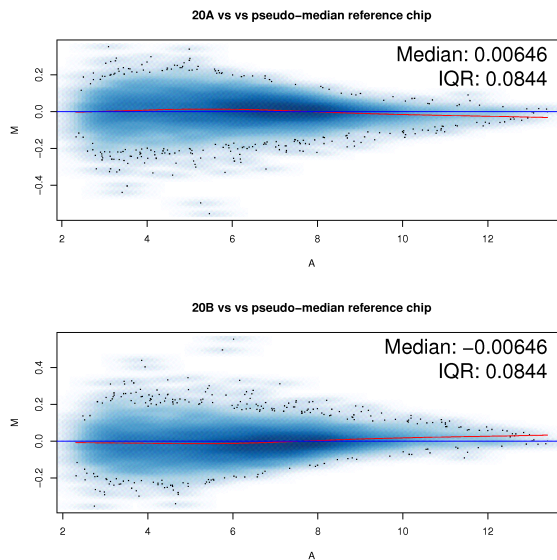 20A vs vs pseudo−median reference chip
Median: 0.00646
IQR: 0.0844
0.2
0.0
−0.2
−0.4
M
2 4 6 8 10 12
A
20B vs vs pseudo−median reference chip
Median: −0.00646
IQR: 0.0844
0.4
0.2
0.0
−0.2
M
2 4 6 8 10 12
A